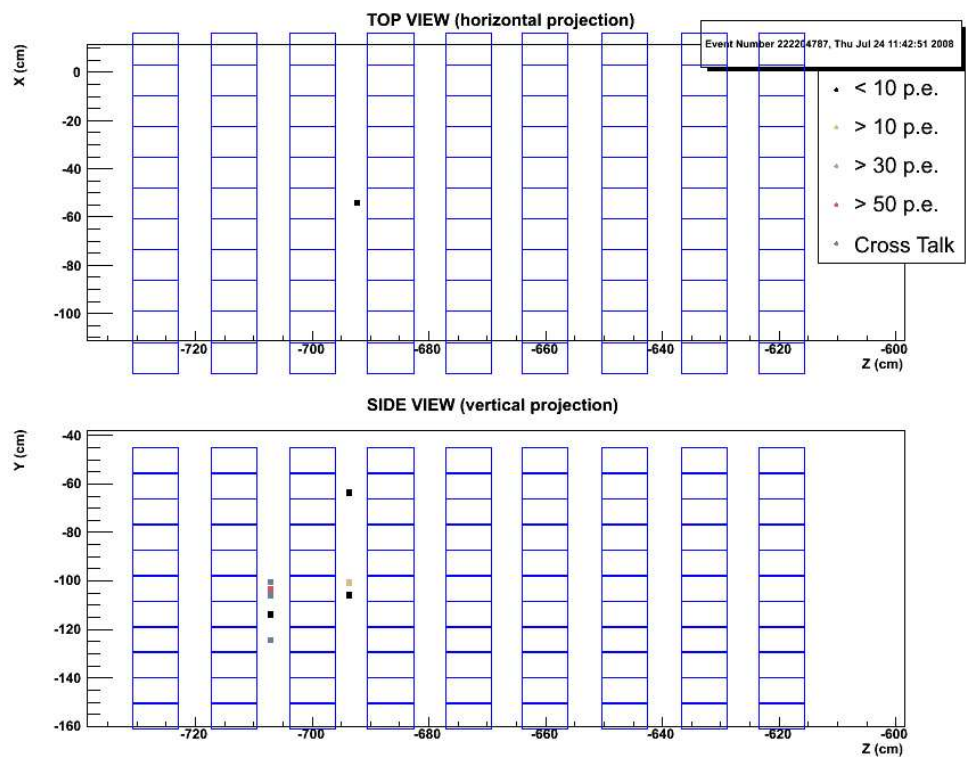 TOP VIEW (horizontal projection)
Event Number 222204787, Thu Jul 24 11:42:51 2008
X (cm)
0
-20
-40
-60
-80
-100
< 10 p.e.
> 10 p.e.
> 30 p.e.
> 50 p.e.
Cross Talk
-720 -700 -680 -660 -640 -620 -600
Z (cm)
SIDE VIEW (vertical projection)
Y (cm)
-40
-60
-80
-100
-120
-140
-160
-720 -700 -680 -660 -640 -620 -600
Z (cm)